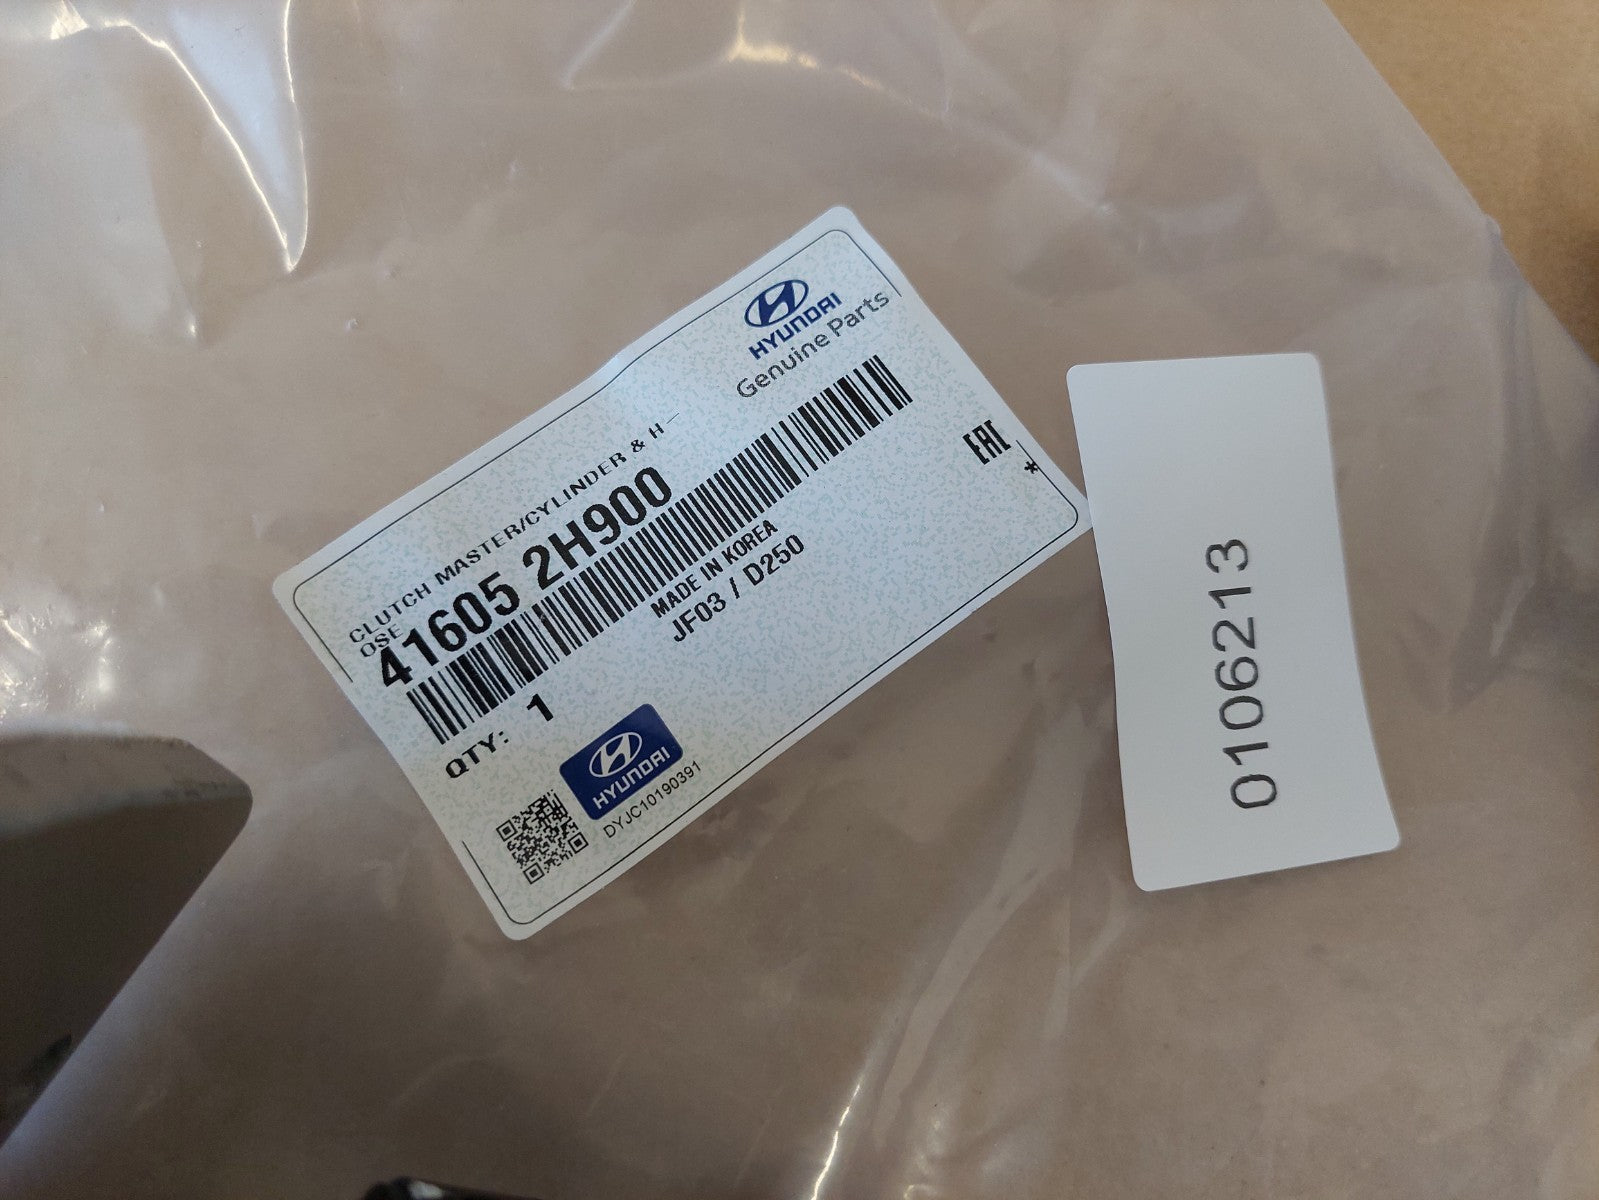 HYUNDAI
Genuine Parts
CLUTCH MASTER/CYLINDER & H
OSE
41605 2H900
MADE IN KOREA
JF03 / D250
EAC
*
QTY: 1
HYUNDAI
DYJC10190391
0106213